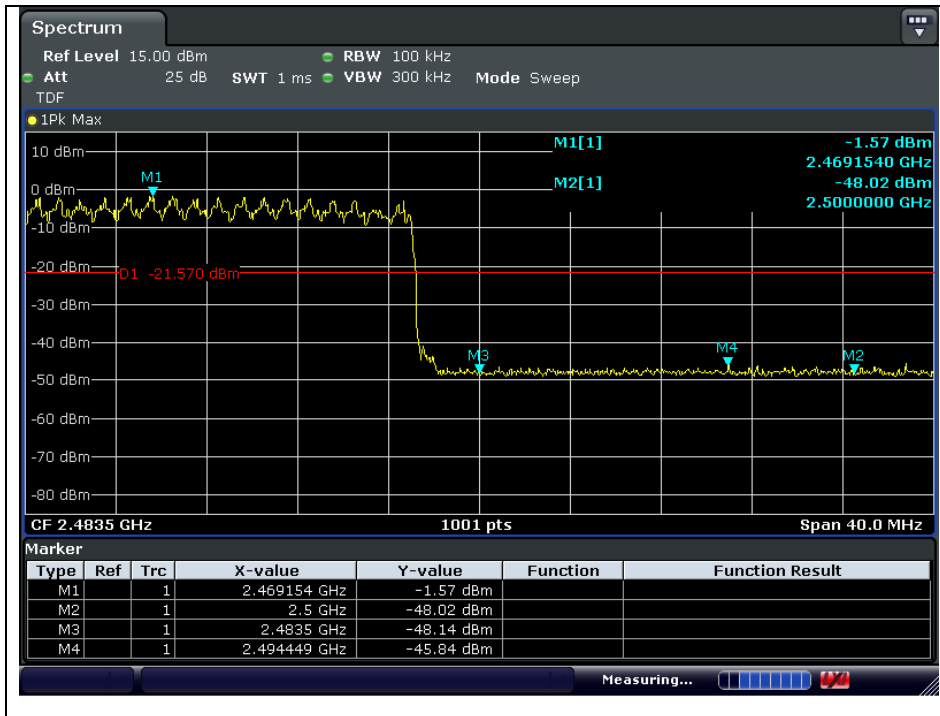 Spectrum
Ref Level 15.00 dBm RBW 100 kHz
Att 25 dB SWT 1 ms VBW 300 kHz Mode Sweep
TDF
1Pk Max
M1[1] -1.57 dBm
2.4691540 GHz
M2[1] -48.02 dBm
2.5000000 GHz
10 dBm
M1
0 dBm
-10 dBm
-20 dBm
D1 -21.570 dBm
-30 dBm
-40 dBm
M3 M4 M2
-50 dBm
-60 dBm
-70 dBm
-80 dBm
CF 2.4835 GHz 1001 pts Span 40.0 MHz
Marker
Type Ref Trc X-value Y-value Function Function Result
M1 1 2.469154 GHz -1.57 dBm
M2 1 2.5 GHz -48.02 dBm
M3 1 2.4835 GHz -48.14 dBm
M4 1 2.494449 GHz -45.84 dBm
Measuring...